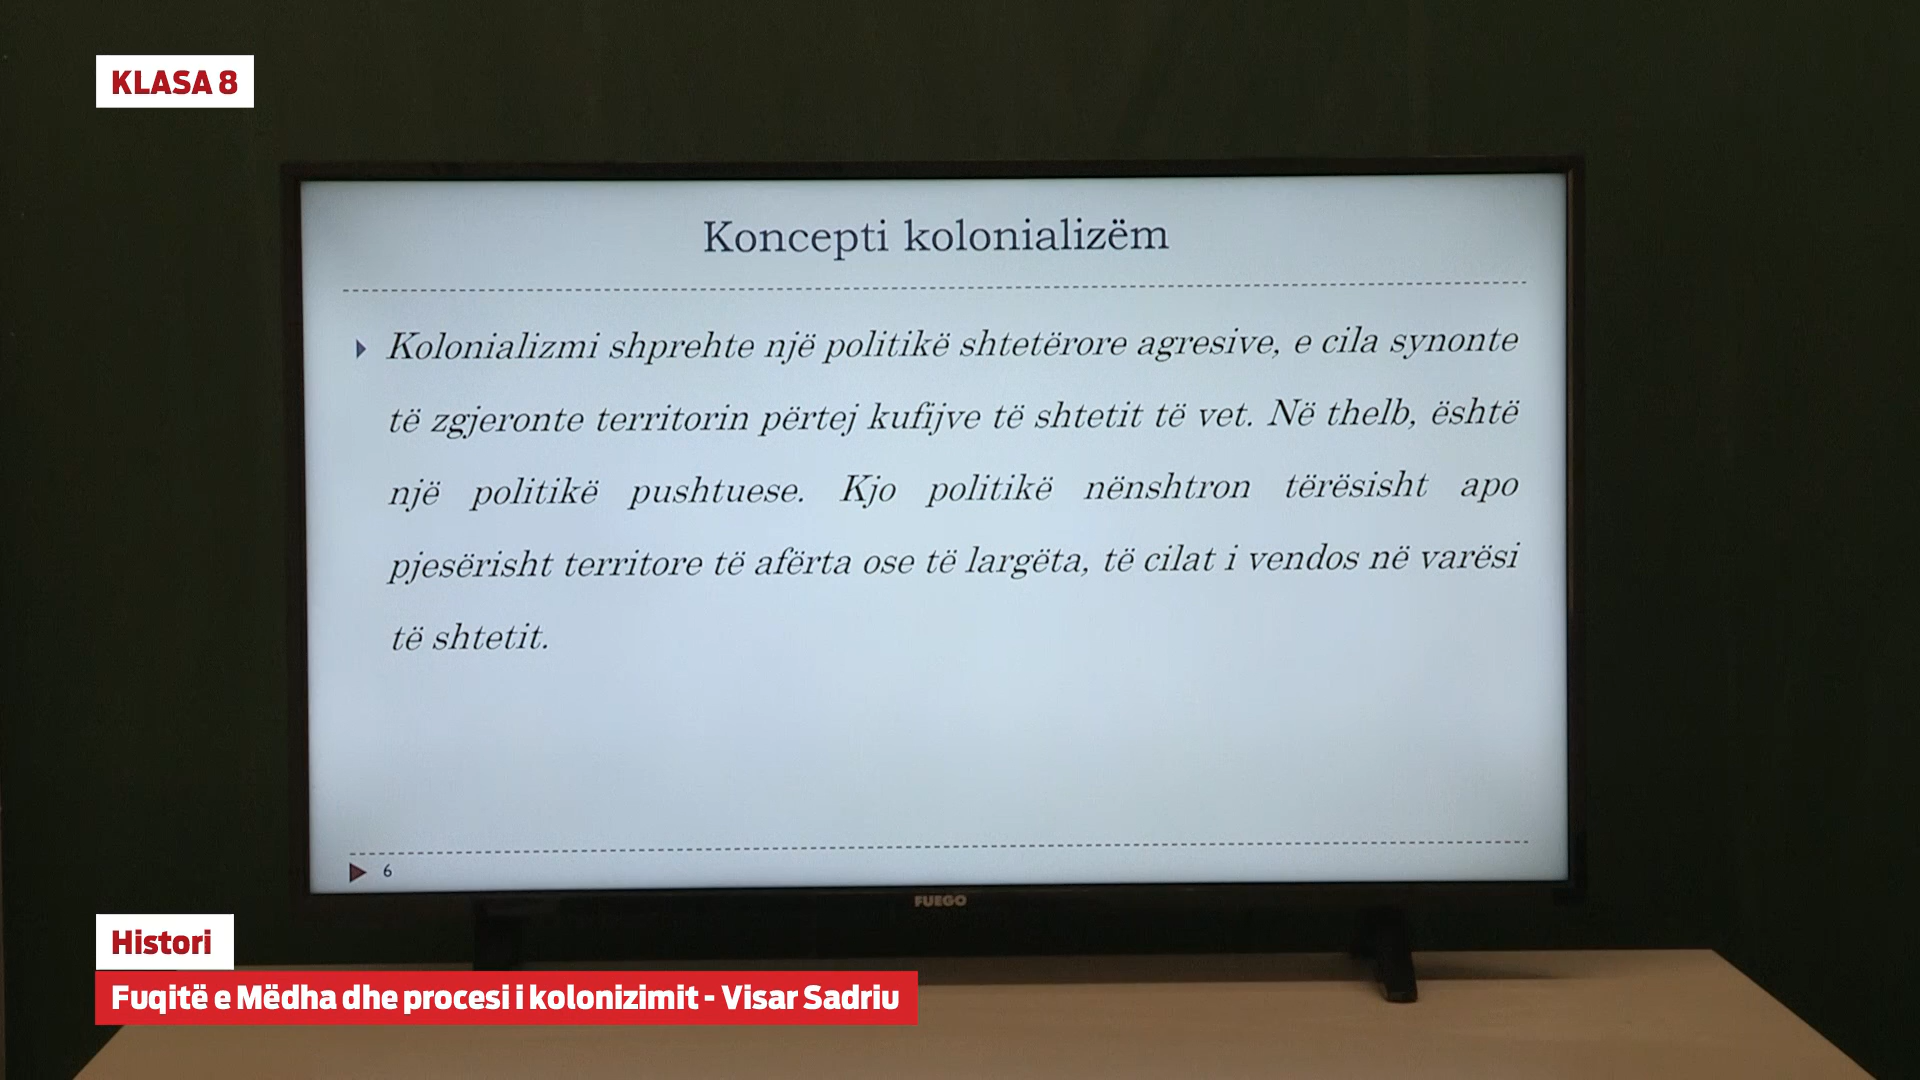 KLASA 8
Koncepti kolonializëm
Kolonializmi shprehte një politikë shtetërore agresive, e cila synonte
të zgjeronte territorin përtej kufijve të shtetit të vet. Në thelb, është
një politikë pushtuese. Kjo politikë nënshtron tërësisht apo
pjesërisht territore të afërta ose të largëta, të cilat i vendos në varësi
të shtetit.
6
FUEGO
Histori
Fuqitë e Mëdha dhe procesi i kolonizimit - Visar Sadriu